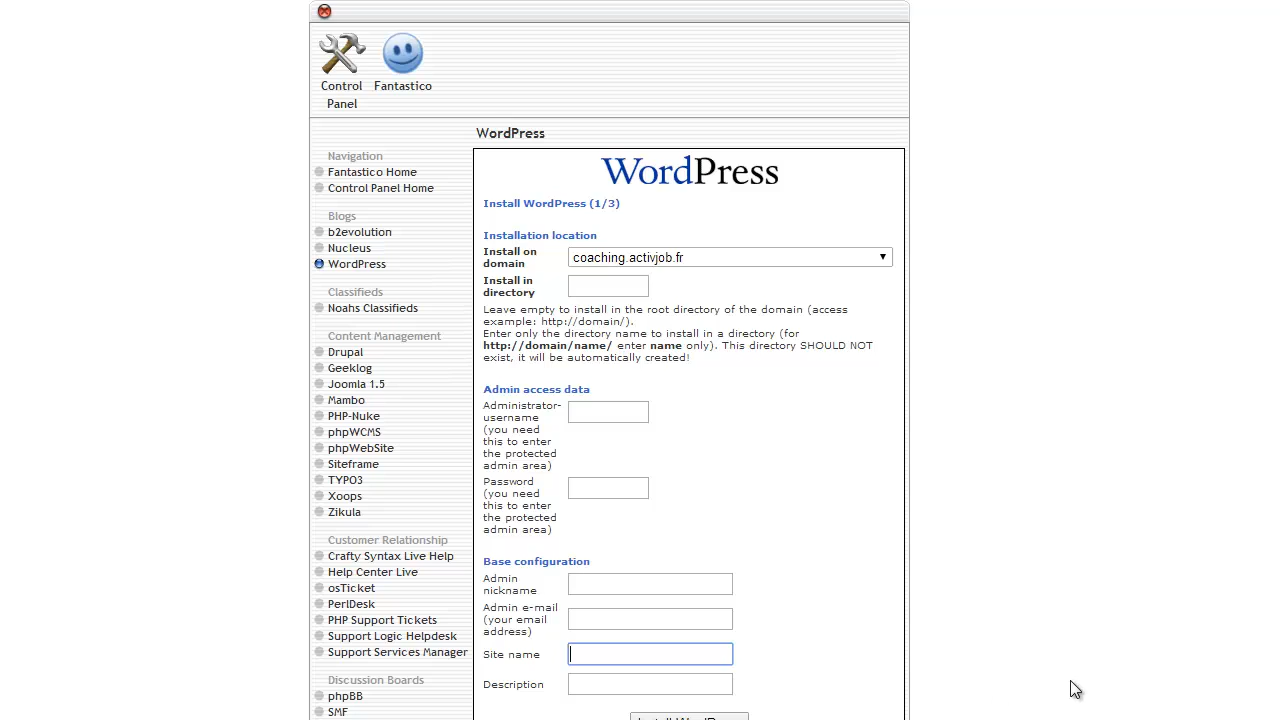 Control
Panel
Fantastico
WordPress
Navigation
Fantastico Home
Control Panel Home
Blogs
b2evolution
Nucleus
WordPress
Classifieds
Noahs Classifieds
Content Management
Drupal
Geeklog
Joomla 1.5
Mambo
PHP-Nuke
phpWCMS
phpWebSite
Siteframe
TYPO3
Xoops
Zikula
Customer Relationship
Crafty Syntax Live Help
Help Center Live
osTicket
PerlDesk
PHP Support Tickets
Support Logic Helpdesk
Support Services Manager
Discussion Boards
phpBB
SMF
WordPress
Install WordPress (1/3)
Installation location
Install on
domain
coaching.activjob.fr
Install in
directory
Leave empty to install in the root directory of the domain (access
example: http://domain/).
Enter only the directory name to install in a directory (for
http://domain/name/ enter name only). This directory SHOULD NOT
exist, it will be automatically created!
Admin access data
Administrator-
username
(you need
this to enter
the protected
admin area)
Password
(you need
this to enter
the protected
admin area)
Base configuration
Admin
nickname
Admin e-mail
(your email
address)
Site name
Description